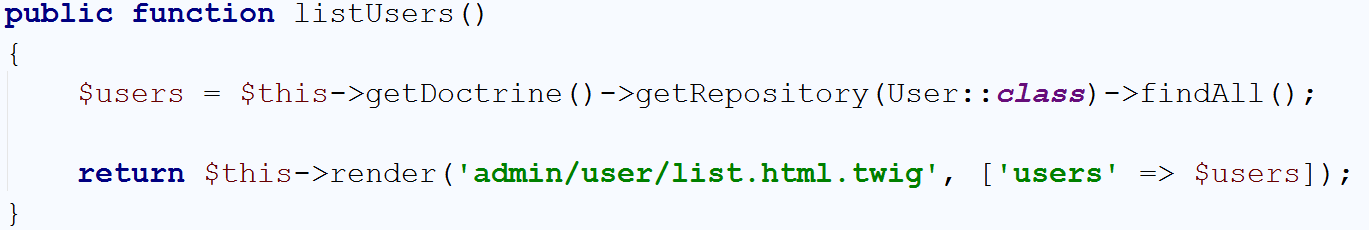 public function listUsers()
{
    $users = $this->getDoctrine()->getRepository(User::class)->findAll();
    return $this->render('admin/user/list.html.twig', ['users' => $users]);
}